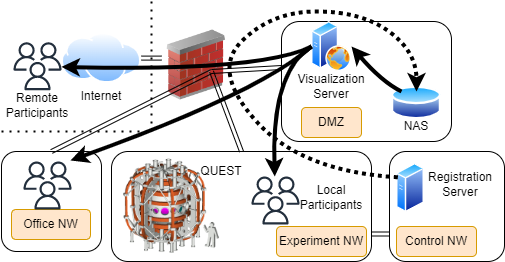 Remote
Participants
Internet
Visualization
Server
NAS
DMZ
Office NW
QUEST
Local
Participants
Experiment NW
Registration
Server
Control NW